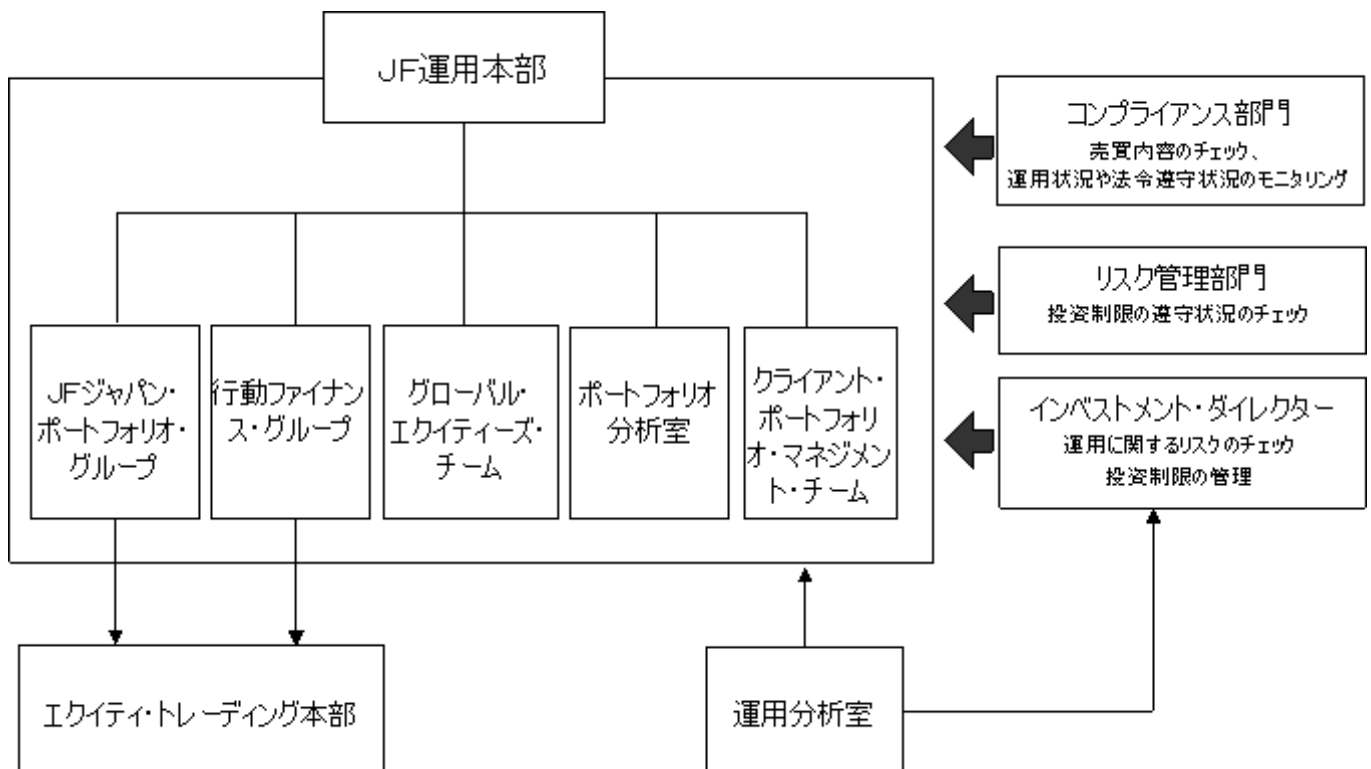 JF運用本部
コンプライアンス部門
売買内容のチェック、
運用状況や法令遵守状況のモニタリング
リスク管理部門
投資制限の遵守状況のチェック
JFジャパン・
ポートフォリオ・
グループ
行動ファイナン
ス・グループ
グローバル・
エクイティーズ・
チーム
ポートフォリオ
分析室
クライアント・
ポートフォリ
オ・マネジメン
ト・チーム
インベストメント・ダイレクター
運用に関するリスクのチェック
投資制限の管理
エクイティ・トレーディング本部
運用分析室